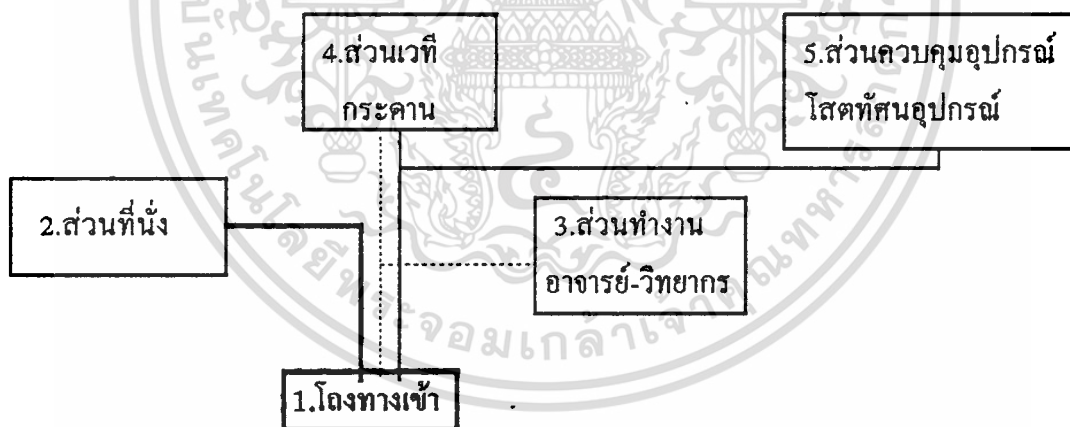 4.ส่วนเวที
กระดาน
5.ส่วนควบคุมอุปกรณ์
โสตทัศนอุปกรณ์
2.ส่วนที่นั่ง
3.ส่วนทำงาน
อาจารย์-วิทยากร
1.โถงทางเข้า